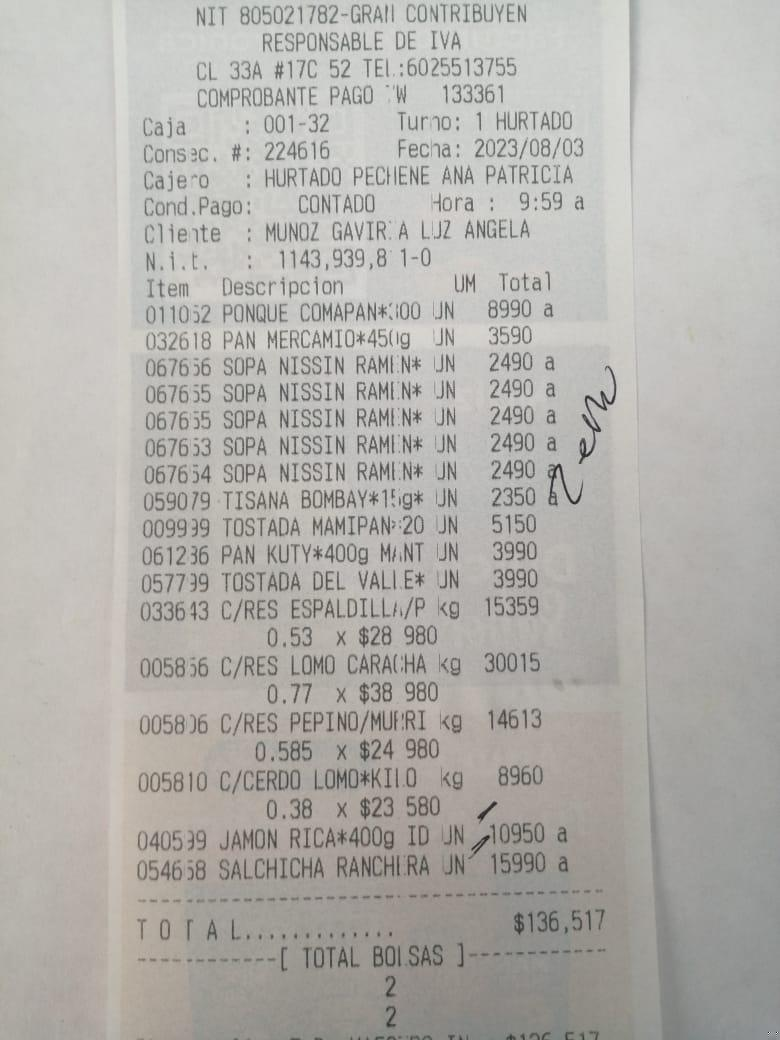 NIT 805021782-GRAN CONTRIBUYEN
RESPONSABLE DE IVA
CL 33A #17C 52 TEL.:6025513755
COMPROBANTE PAGO W 133361
Caja : 001-32 Turno: 1 HURTADO
Consec. #: 224616 Fecha: 2023/08/03
Cajero : HURTADO PECHENE ANA PATRICIA
Cond.Pago: CONTADO Hora : 9:59 a
Cliente : MUNOZ GAVIRIA LUZ ANGELA
N.i.t. : 1143,939,8 1-0
Item Descripcion UM Total
011052 PONQUE COMAPAN*300 UN 8990 a
032618 PAN MERCAMIO*450g UN 3590
067656 SOPA NISSIN RAMEN* UN 2490 a
067655 SOPA NISSIN RAMEN* UN 2490 a
067655 SOPA NISSIN RAMEN* UN 2490 a
067653 SOPA NISSIN RAMEN* UN 2490 a
067654 SOPA NISSIN RAMEN* UN 2490 a
059079 TISANA BOMBAY*15g* UN 2350 a
009999 TOSTADA MAMIPAN*20 UN 5150
061236 PAN KUTY*400g MANT UN 3990
057799 TOSTADA DEL VALLE* UN 3990
033643 C/RES ESPALDILLA/P kg 15359
0.53 x $28 980
005856 C/RES LOMO CARACHA kg 30015
0.77 x $38 980
005806 C/RES PEPINO/MURRI kg 14613
0.585 x $24 980
005810 C/CERDO LOMO*KILO kg 8960
0.38 x $23 580
040599 JAMON RICA*400g ID UN 10950 a
054658 SALCHICHA RANCHERA UN 15990 a
T O T A L............. $136,517
------------[ TOTAL BOLSAS ]------------
2
2